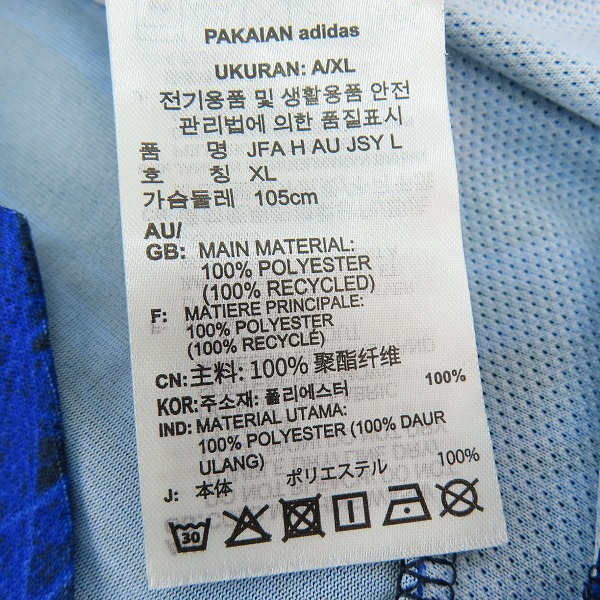 PAKAIAN adidas
UKURAN: A/XL
전기용품 및 생활용품 안전
관리법에 의한 품질표시
품 명 JFA H AU JSY L
호 칭 XL
가슴둘레 105cm
AU/
GB: MAIN MATERIAL:
100% POLYESTER
(100% RECYCLED)
F: MATIERE PRINCIPALE:
100% POLYESTER
(100% RECYCLÉ)
CN: 主料: 100% 聚酯纤维
KOR: 주소재: 폴리에스터 100%
IND: MATERIAL UTAMA:
100% POLYESTER (100% DAUR
ULANG)
J: 本体 ポリエステル 100%
30